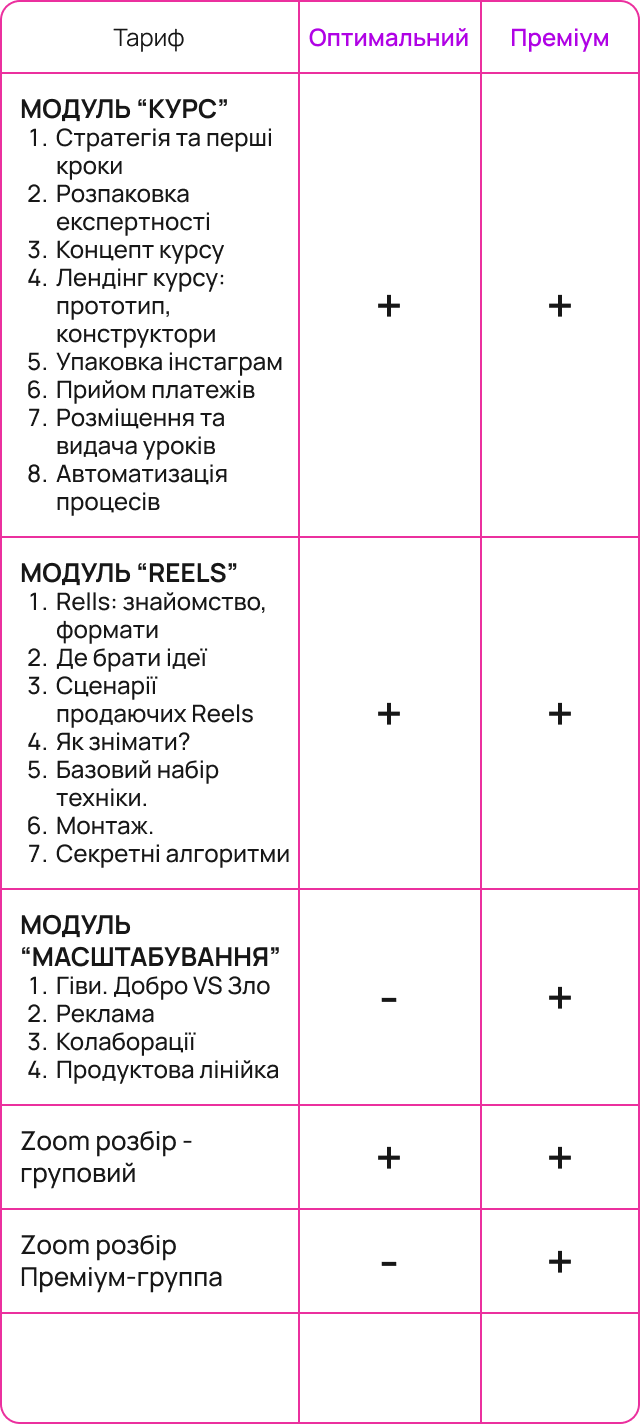 Тариф Оптимальний Преміум
МОДУЛЬ “КУРС”
1. Стратегія та перші
кроки
2. Розпаковка
експертності
3. Концепт курсу
4. Лендінг курсу:
прототип,
конструктори
+ +
5. Упаковка інстаграм
6. Прийом платежів
7. Розміщення та
видача уроків
8. Автоматизація
процесів
МОДУЛЬ “REELS”
1. Rells: знайомство,
формати
2. Де брати ідеї
3. Сценарії
продаючих Reels
+ +
4. Як знімати?
5. Базовий набір
техніки.
6. Монтаж.
7. Секретні алгоритми
МОДУЛЬ
“МАСШТАБУВАННЯ”
1. Гіви. Добро VS Зло
- +
2. Реклама
3. Колаборації
4. Продуктова лінійка
Zoom розбір -
груповий
+ +
Zoom розбір
Преміум-группа
- +